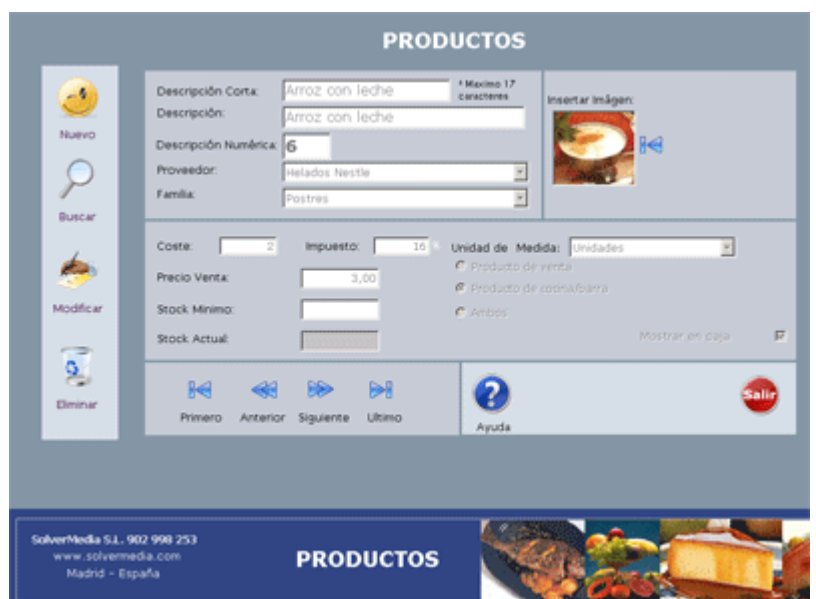 PRODUCTOS
Nuevo
Buscar
Modificar
Eliminar
Descripción Corta: Arroz con leche * Maximo 17 caracteres
Descripción: Arroz con leche
Descripción Numérica: 6
Proveedor: Helados Nestle
Familia: Postres
Insertar Imágen:
Coste: 2 Impuesto: 16 Unidad de Medida: Unidades
Precio Venta: 3,00
Stock Minimo:
Stock Actual:
Producto de venta
Producto de cocina/barra
Ambos
Mostrar en caja
Primero Anterior Siguiente Ultimo
Ayuda
Salir
SolverMedia S.L. 902 998 253
www.solvermedia.com
Madrid - España
PRODUCTOS